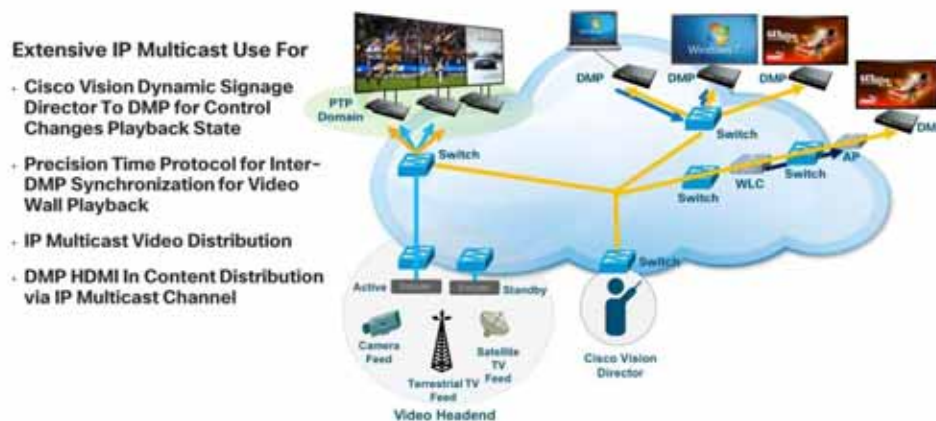 Extensive IP Multicast Use For
Cisco Vision Dynamic Signage
Director To DMP for Control
Changes Playback State
Precision Time Protocol for Inter-
DMP Synchronization for Video
Wall Playback
IP Multicast Video Distribution
DMP HDMI In Content Distribution
via IP Multicast Channel
PTP
Domain
DMP
DMP
DMP
DM
Switch
Switch
Switch
WLC
Switch
AP
Switch
Active
Standby
Camera
Feed
Terrestrial TV
Feed
Satellite
TV
Feed
Video Headend
Cisco Vision
Director